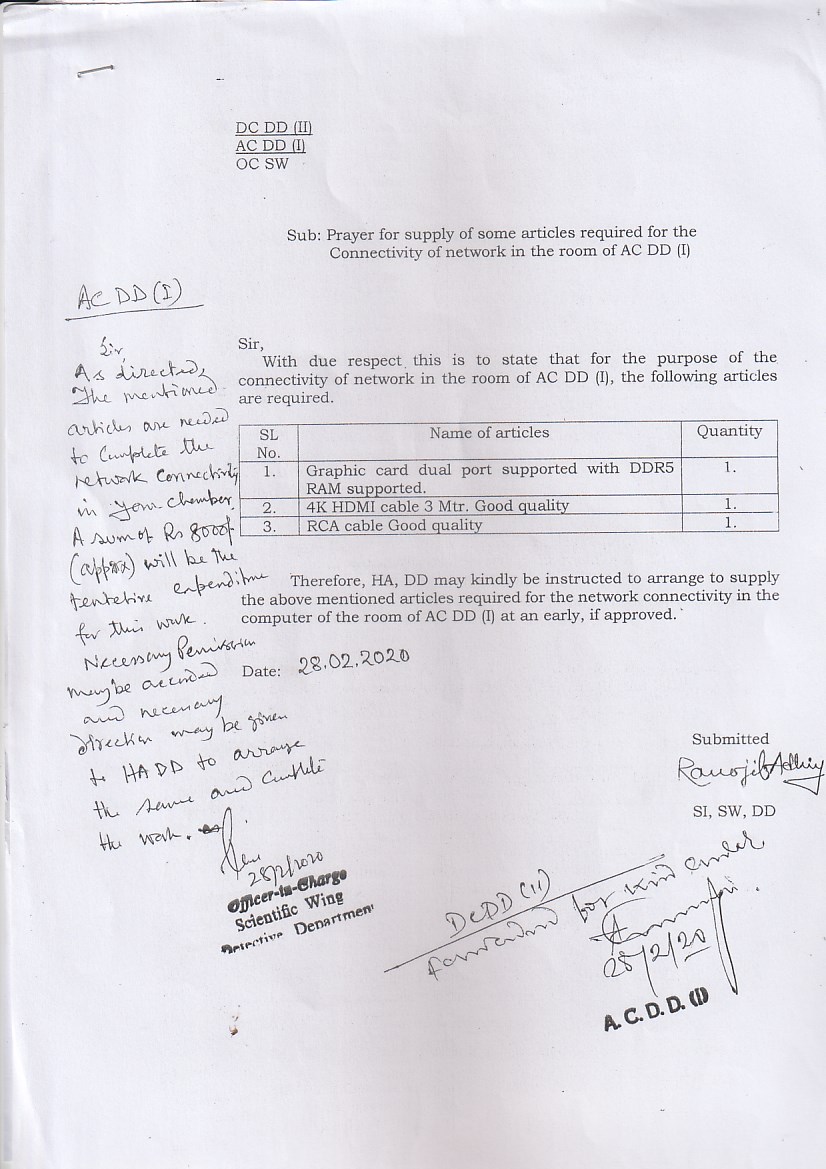 DC DD (II)
AC DD (I)
OC SW
Sub: Prayer for supply of some articles required for the
Connectivity of network in the room of AC DD (I)
AC DD (I)
Sir,
As directed,
The mentioned
articles are needed
to complete the
network connectivity
in your chamber.
A sum of Rs 8000/-
(approx) will be the
tentative expenditure
for this work.
Necessary Permission
may be accorded
and necessary
direction may be given
to HA DD to arrange
the same and complete
the work.
28/2/2020
Officer-in-Charge
Scientific Wing
Detective Department
Sir,
With due respect this is to state that for the purpose of the
connectivity of network in the room of AC DD (I), the following articles
are required.
SL No. Name of articles Quantity
1. Graphic card dual port supported with DDR5 1.
RAM supported.
2. 4K HDMI cable 3 Mtr. Good quality 1.
3. RCA cable Good quality 1.
Therefore, HA, DD may kindly be instructed to arrange to supply
the above mentioned articles required for the network connectivity in the
computer of the room of AC DD (I) at an early, if approved.
Date: 28.02.2020
Submitted
SI, SW, DD
DCDD (II)
Forwarded for kind order
28/2/20
A. C. D. D. (I)